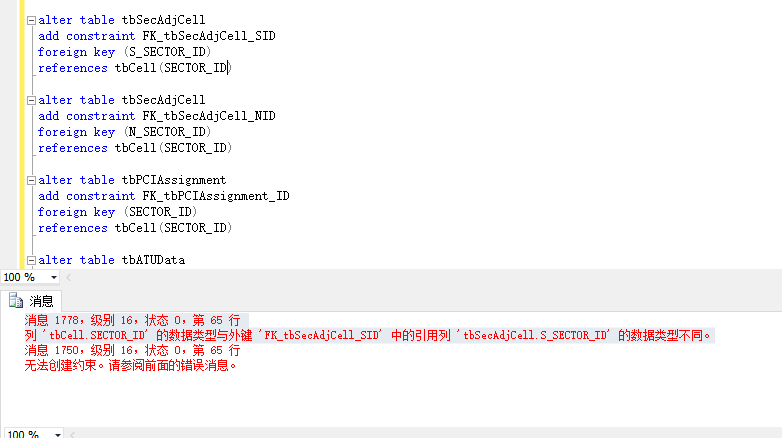 alter table tbSecAdjCell
add constraint FK_tbSecAdjCell_SID
foreign key (S_SECTOR_ID)
references tbCell(SECTOR_ID)
alter table tbSecAdjCell
add constraint FK_tbSecAdjCell_NID
foreign key (N_SECTOR_ID)
references tbCell(SECTOR_ID)
alter table tbPCIAssignment
add constraint FK_tbPCIAssignment_ID
foreign key (SECTOR_ID)
references tbCell(SECTOR_ID)
alter table tbATUData
100 %
消息
消息 1778，级别 16，状态 0，第 65 行
列 'tbCell.SECTOR_ID' 的数据类型与外键 'FK_tbSecAdjCell_SID' 中的引用列 'tbSecAdjCell.S_SECTOR_ID' 的数据类型不同。
消息 1750，级别 16，状态 0，第 65 行
无法创建约束。请参阅前面的错误消息。
100 %